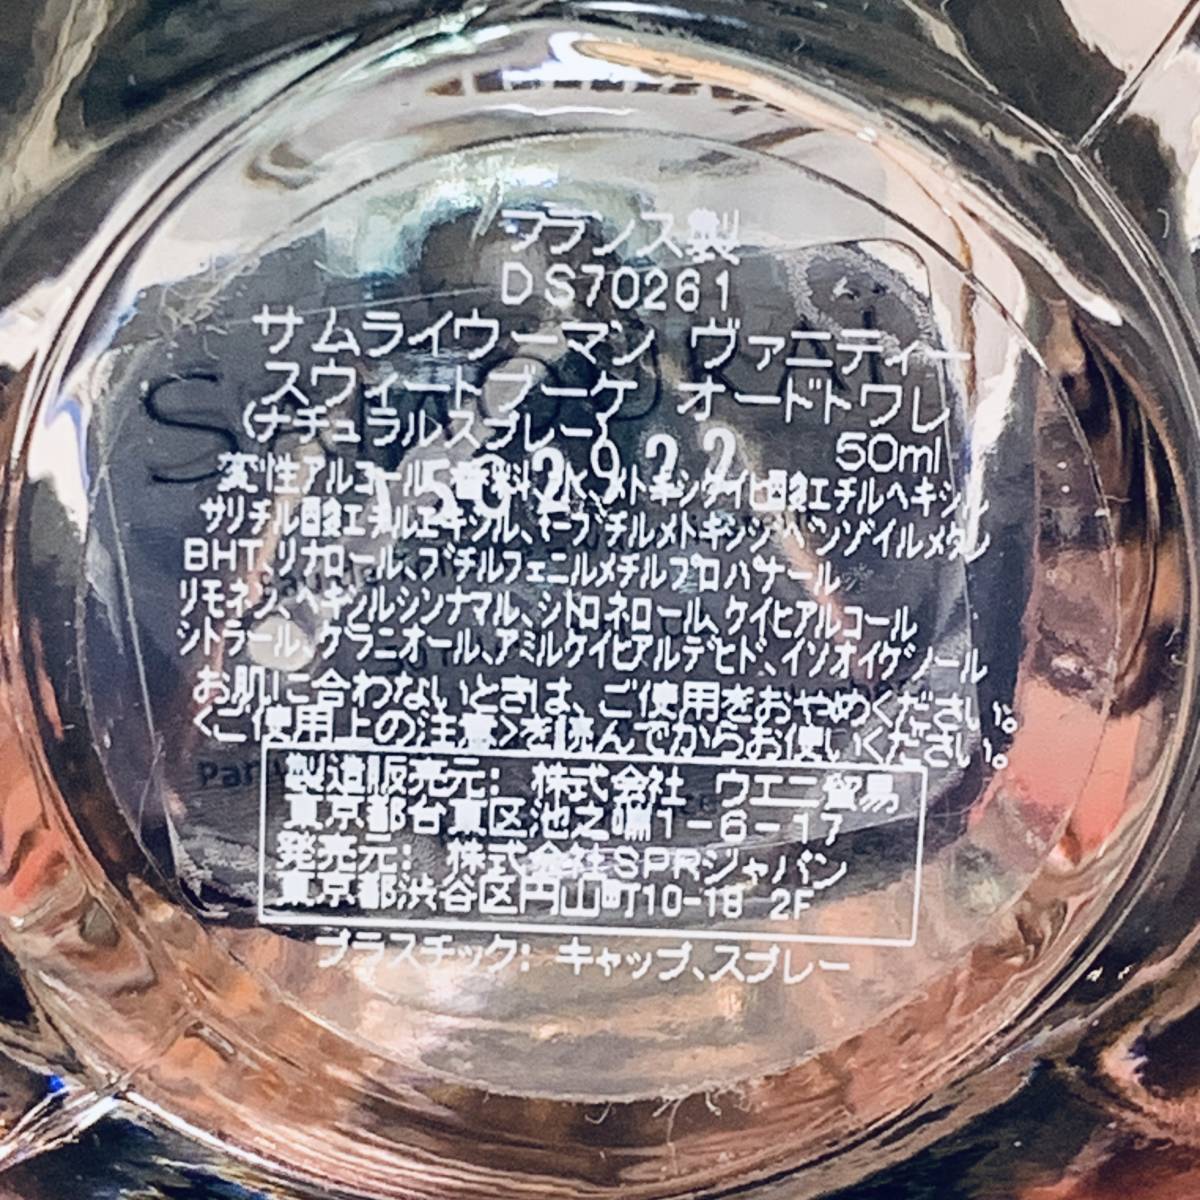 フランス製
DS70261
サムライウーマン ヴァニティー
スウィートブーケ オードトワレ
(ナチュラルスプレー) 50ml
変性アルコール、香料、水、メトキシケイヒ酸エチルヘキシル
サリチル酸エチルヘキシル、t-ブチルメトキシジベンゾイルメタン
BHT、リナロール、ブチルフェニルメチルプロパナール
リモネン、ヘキシルシンナマル、シトロネロール、ケイヒアルコール
シトラール、ゲラニオール、アミルケイヒアルデヒド、イソオイゲノール
お肌に合わないときは、ご使用をおやめください。
<ご使用上の注意>を読んでからお使いください。
製造販売元: 株式会社 ウエニ貿易
東京都台東区池之端1-6-17
発売元: 株式会社SPRジャパン
東京都渋谷区円山町10-18 2F
プラスチック: キャップ、スプレー